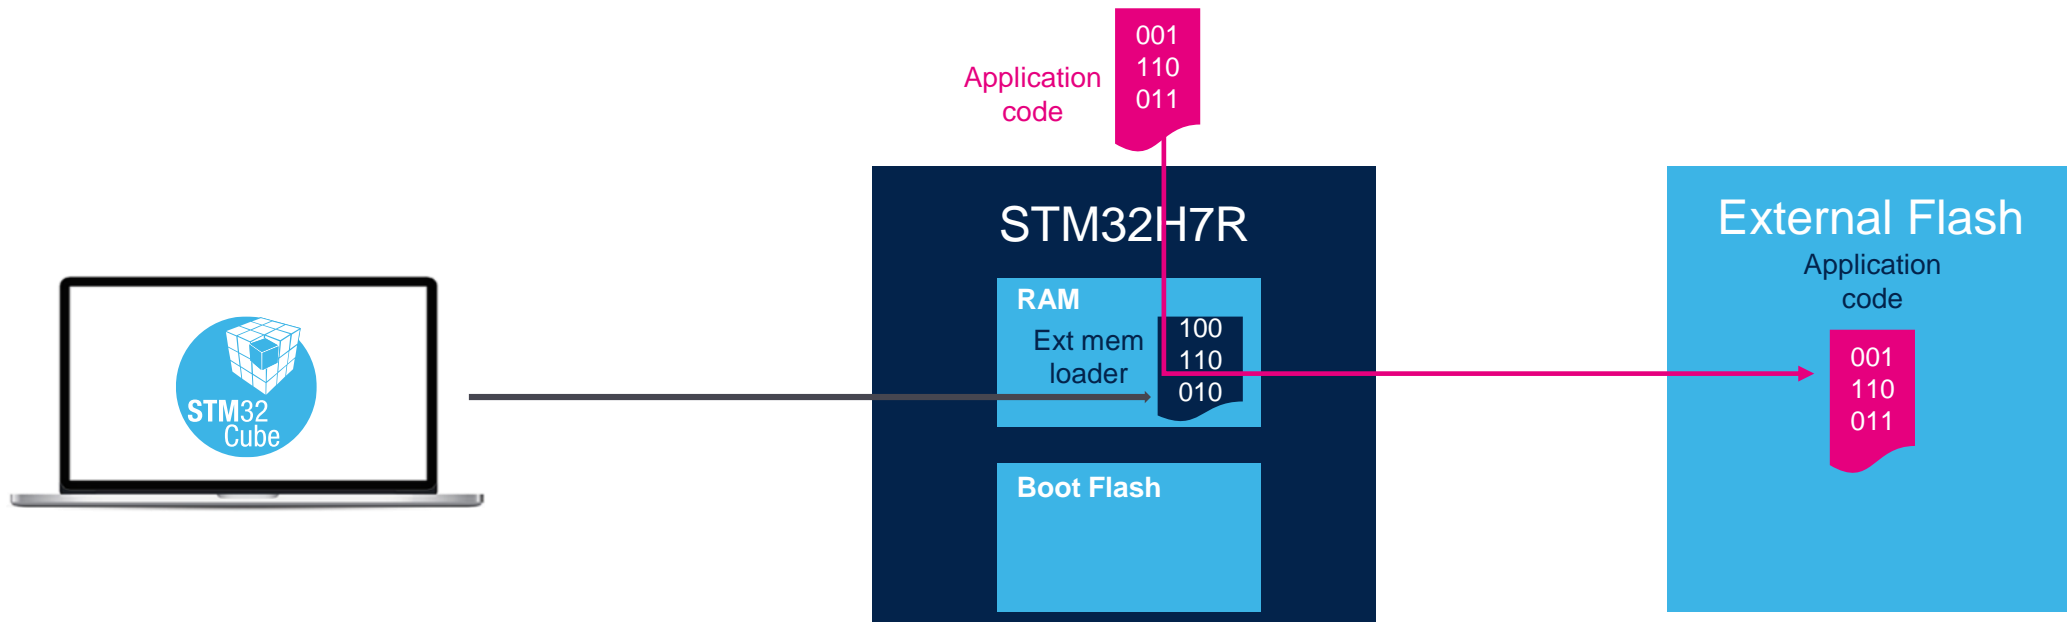 STM32
Cube
Application
code
001
110
011
STM32H7R
RAM
Ext mem
loader
100
110
010
Boot Flash
External Flash
Application
code
001
110
011